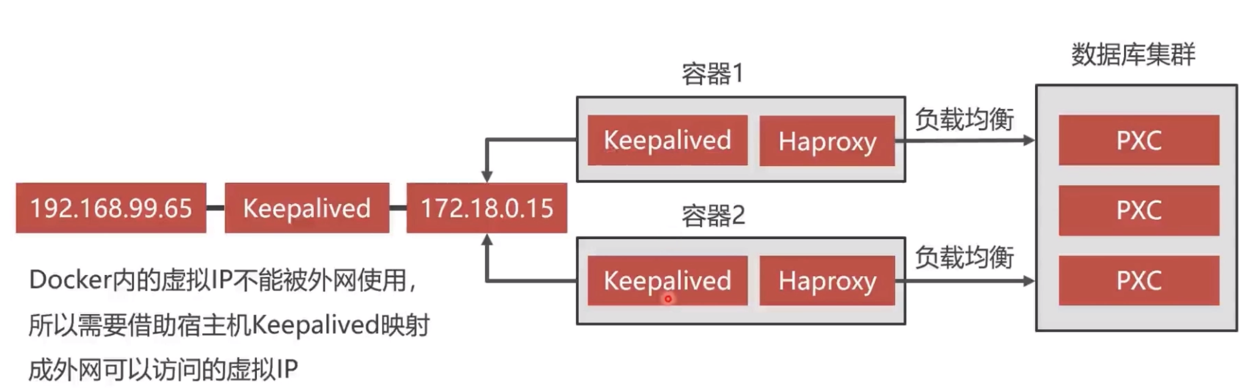 数据库集群
容器1
Keepalived
Haproxy
负载均衡
PXC
192.168.99.65
Keepalived
172.18.0.15
PXC
容器2
Keepalived
Haproxy
负载均衡
PXC
Docker内的虚拟IP不能被外网使用，
所以需要借助宿主机Keepalived映射
成外网可以访问的虚拟IP